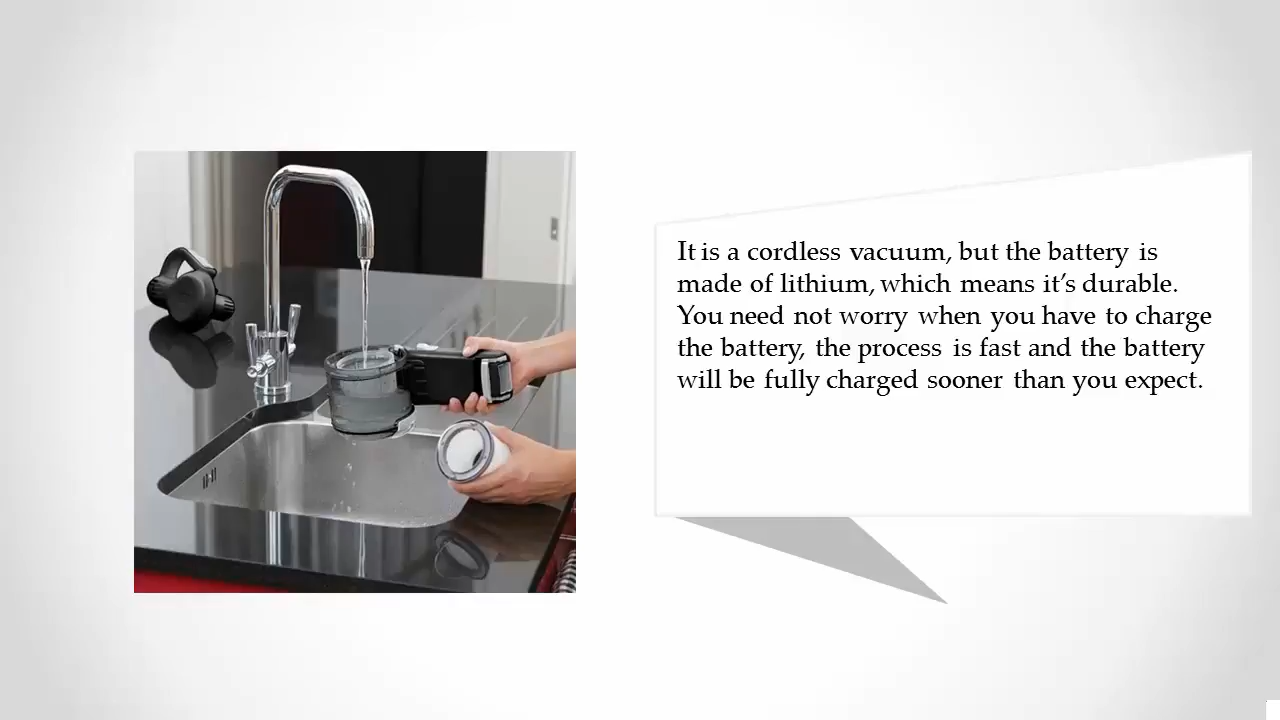 It is a cordless vacuum, but the battery is
made of lithium, which means it’s durable.
You need not worry when you have to charge
the battery, the process is fast and the battery
will be fully charged sooner than you expect.